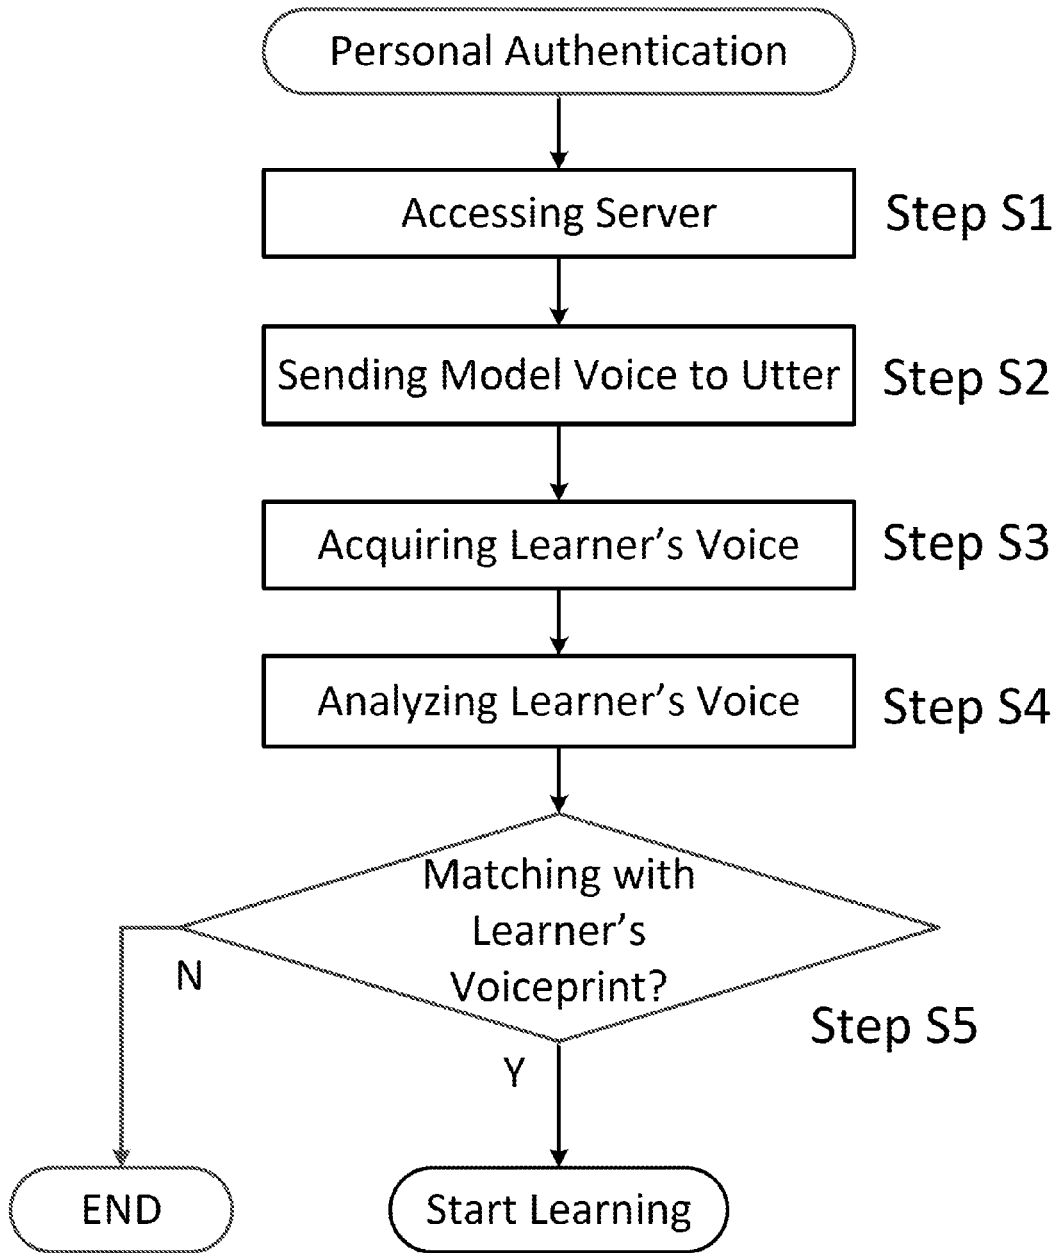 Personal Authentication
Accessing Server
Step S1
Sending Model Voice to Utter
Step S2
Acquiring Learner’s Voice
Step S3
Analyzing Learner’s Voice
Step S4
Matching with
Learner’s
Voiceprint?
N
Step S5
Y
END
Start Learning